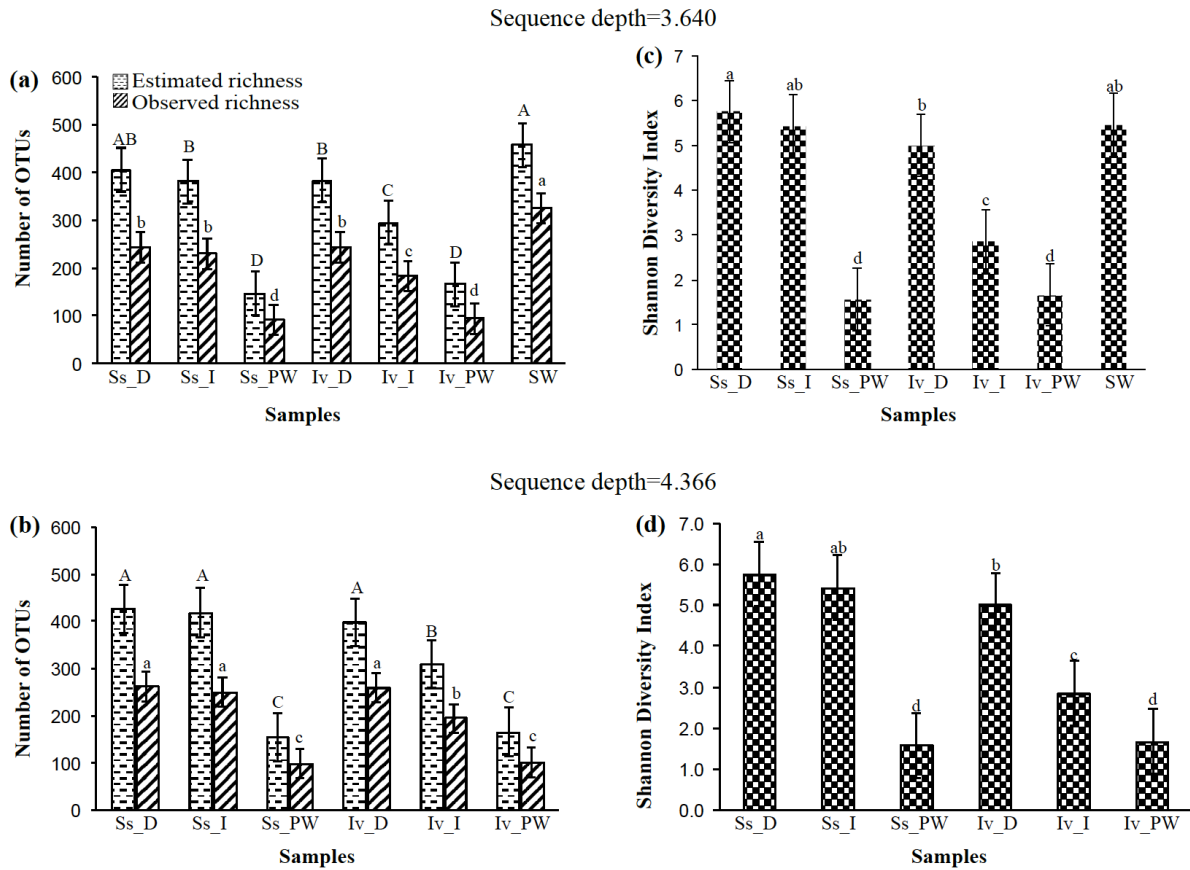 Sequence depth=3.640
(a)
Estimated richness
Observed richness
Number of OTUs
600
500
400
300
200
100
0
AB
b
B
b
D
d
B
b
C
c
D
d
A
a
Ss_D Ss_I Ss_PW Iv_D Iv_I Iv_PW SW
Samples
(c)
Shannon Diversity Index
7
6
5
4
3
2
1
0
a
ab
d
b
c
d
ab
Ss_D Ss_I Ss_PW Iv_D Iv_I Iv_PW SW
Samples
Sequence depth=4.366
(b)
Number of OTUs
600
500
400
300
200
100
0
A
a
A
a
C
c
A
a
B
b
C
c
Ss_D Ss_I Ss_PW Iv_D Iv_I Iv_PW
Samples
(d)
Shannon Diversity Index
7.0
6.0
5.0
4.0
3.0
2.0
1.0
0.0
a
ab
d
b
c
d
Ss_D Ss_I Ss_PW Iv_D Iv_I Iv_PW
Samples